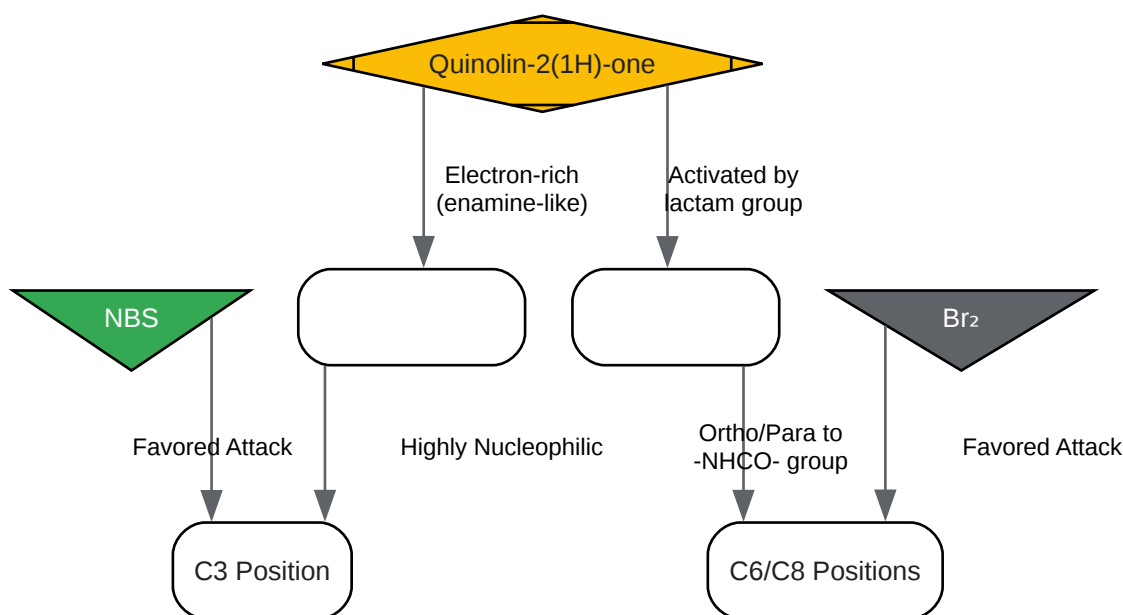 Quinolin-2(1H)-one
Electron-rich
(enamine-like)
Activated by
lactam group
NBS
Br₂
Favored Attack
Highly Nucleophilic
Ortho/Para to
-NHCO- group
Favored Attack
C3 Position
C6/C8 Positions